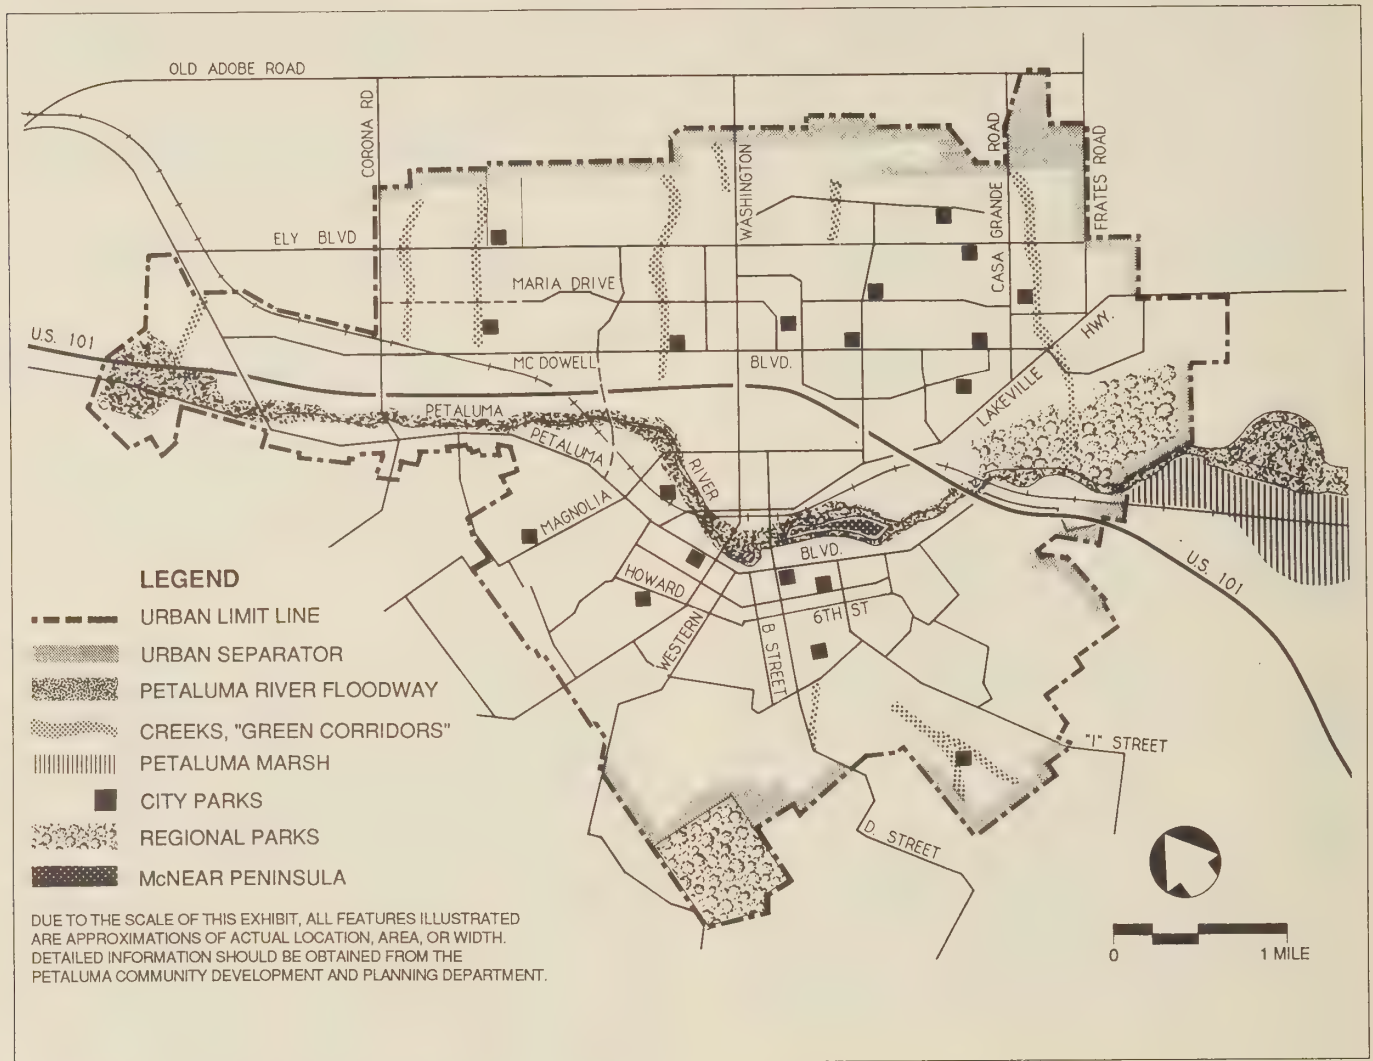 OLD ADOBE ROAD
CORONA RD
WASHINGTON
CASA GRANDE ROAD
FRATES ROAD
ELY BLVD
MARIA DRIVE
U.S. 101
MC DOWELL BLVD.
LAKEVILLE HWY.
PETALUMA RIVER
PETALUMA BLVD.
MAGNOLIA
HOWARD
6TH ST
WESTERN
B STREET
U.S. 101
"I" STREET
D. STREET
LEGEND
URBAN LIMIT LINE
URBAN SEPARATOR
PETALUMA RIVER FLOODWAY
CREEKS, "GREEN CORRIDORS"
PETALUMA MARSH
CITY PARKS
REGIONAL PARKS
McNEAR PENINSULA
DUE TO THE SCALE OF THIS EXHIBIT, ALL FEATURES ILLUSTRATED
ARE APPROXIMATIONS OF ACTUAL LOCATION, AREA, OR WIDTH.
DETAILED INFORMATION SHOULD BE OBTAINED FROM THE
PETALUMA COMMUNITY DEVELOPMENT AND PLANNING DEPARTMENT.
0 1 MILE